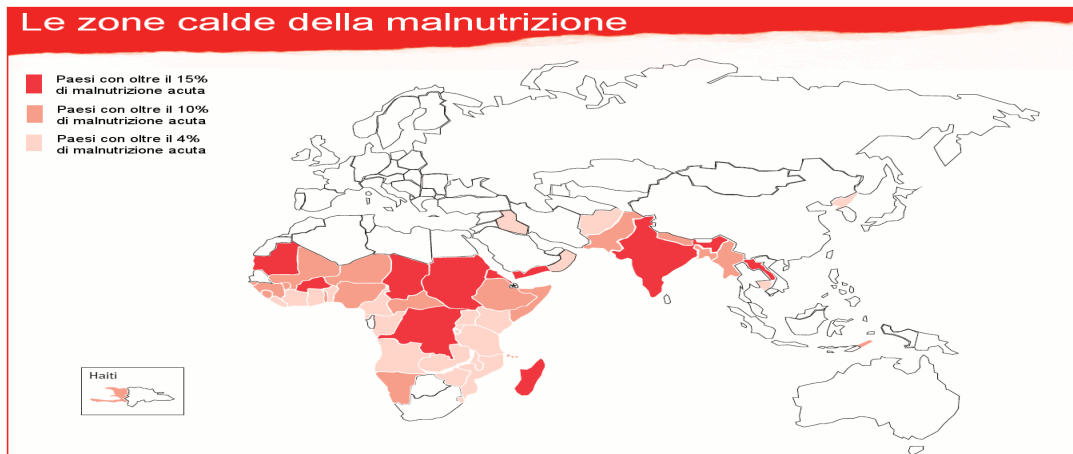 Le zone calde della malnutrizione
Paesi con oltre il 15%
di malnutrizione acuta
Paesi con oltre il 10%
di malnutrizione acuta
Paesi con oltre il 4%
di malnutrizione acuta
Haiti